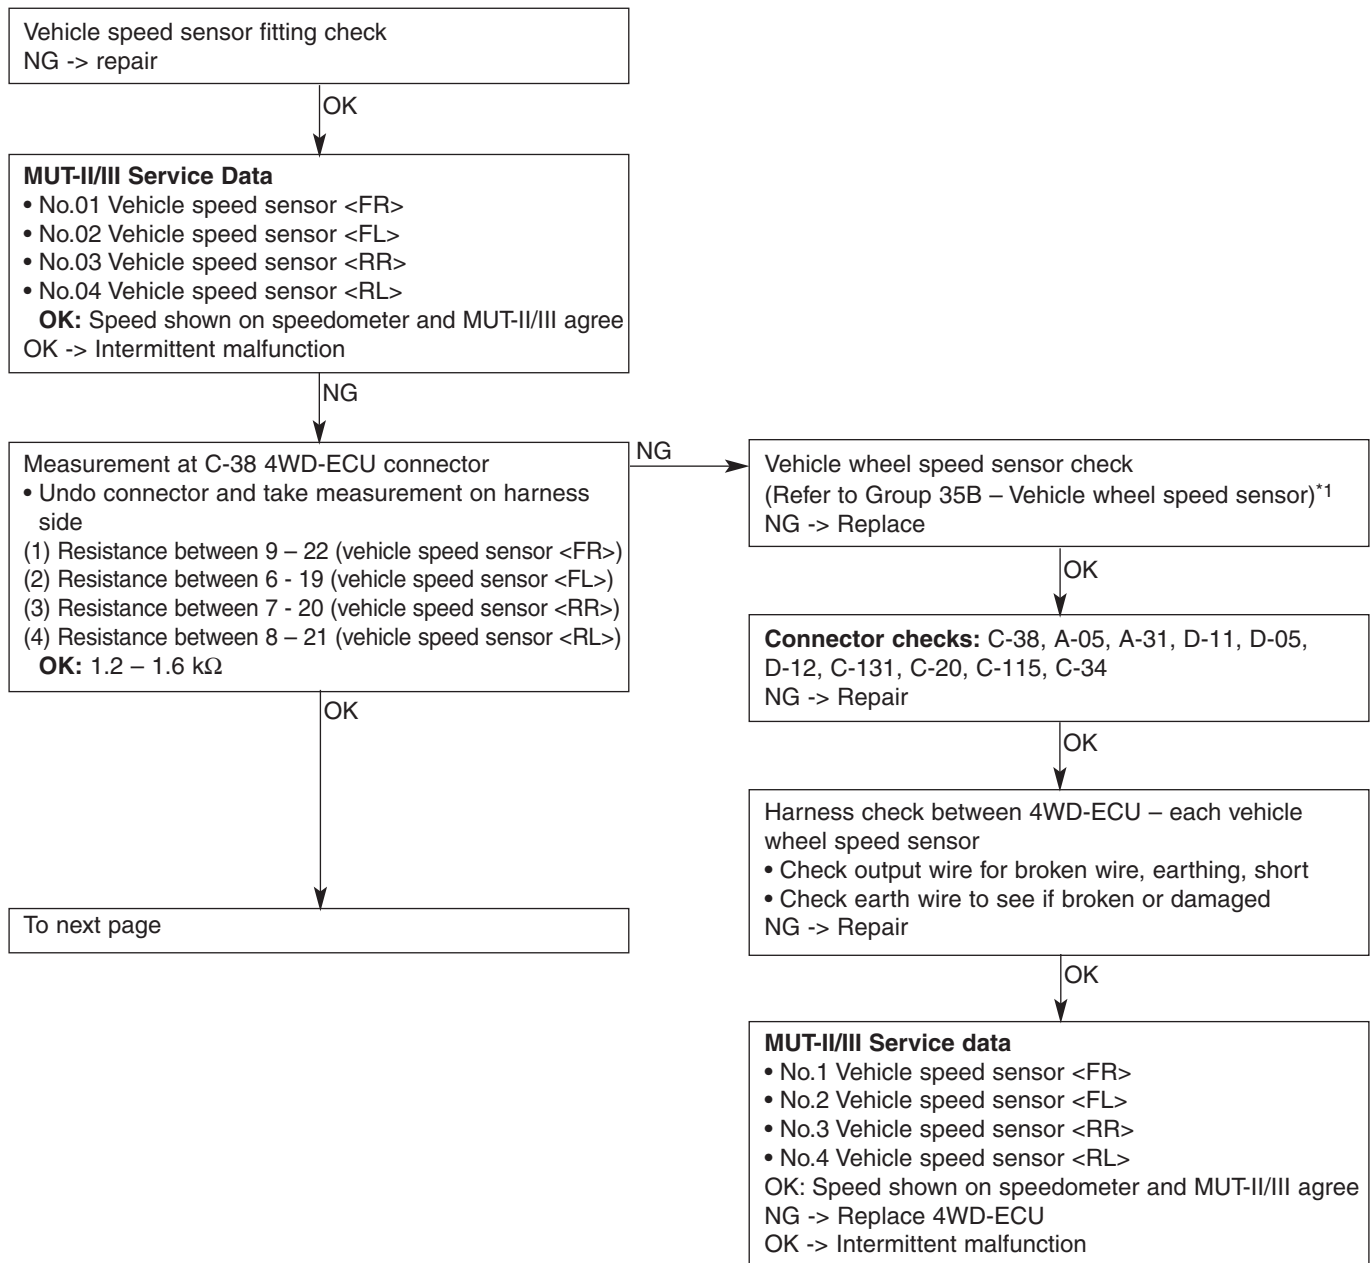 Vehicle speed sensor fitting check
NG -> repair
OK
MUT-II/III Service Data
• No.01 Vehicle speed sensor <FR>
• No.02 Vehicle speed sensor <FL>
• No.03 Vehicle speed sensor <RR>
• No.04 Vehicle speed sensor <RL>
OK: Speed shown on speedometer and MUT-II/III agree
OK -> Intermittent malfunction
NG
Measurement at C-38 4WD-ECU connector
• Undo connector and take measurement on harness
side
(1) Resistance between 9 – 22 (vehicle speed sensor <FR>)
(2) Resistance between 6 - 19 (vehicle speed sensor <FL>)
(3) Resistance between 7 - 20 (vehicle speed sensor <RR>)
(4) Resistance between 8 – 21 (vehicle speed sensor <RL>)
OK: 1.2 – 1.6 kΩ
OK
To next page
NG
Vehicle wheel speed sensor check
(Refer to Group 35B – Vehicle wheel speed sensor)*1
NG -> Replace
OK
Connector checks: C-38, A-05, A-31, D-11, D-05,
D-12, C-131, C-20, C-115, C-34
NG -> Repair
OK
Harness check between 4WD-ECU – each vehicle
wheel speed sensor
• Check output wire for broken wire, earthing, short
• Check earth wire to see if broken or damaged
NG -> Repair
OK
MUT-II/III Service data
• No.1 Vehicle speed sensor <FR>
• No.2 Vehicle speed sensor <FL>
• No.3 Vehicle speed sensor <RR>
• No.4 Vehicle speed sensor <RL>
OK: Speed shown on speedometer and MUT-II/III agree
NG -> Replace 4WD-ECU
OK -> Intermittent malfunction